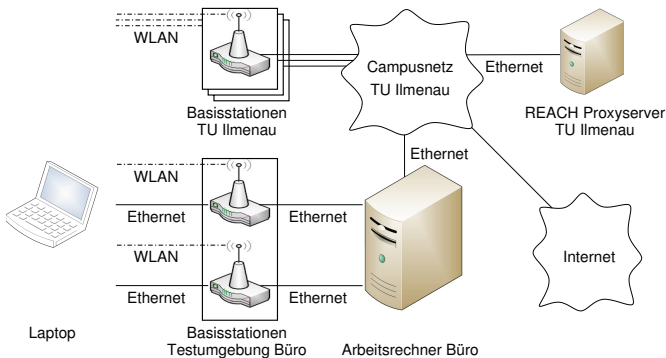 WLAN
Basisstationen
TU Ilmenau
Campusnetz
TU Ilmenau
Ethernet
REACH Proxyserver
TU Ilmenau
Ethernet
WLAN
Ethernet
Ethernet
WLAN
Ethernet
Ethernet
Internet
Laptop
Basisstationen
Testumgebung Büro
Arbeitsrechner Büro